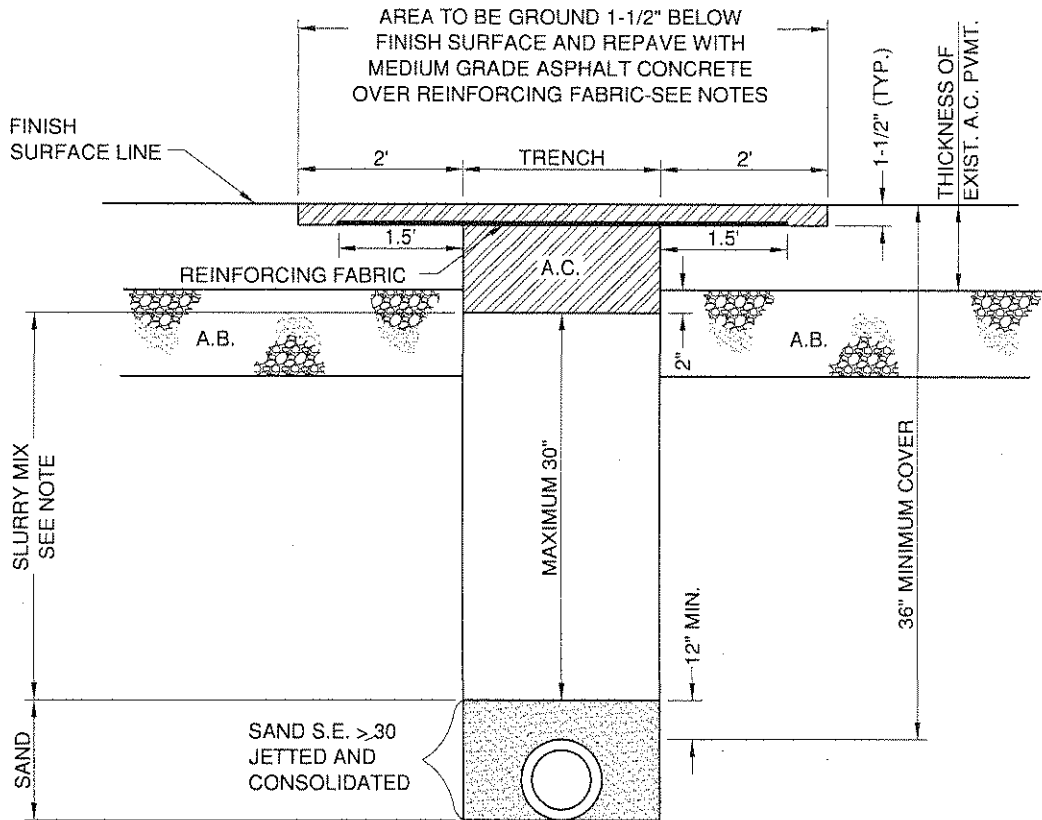 AREA TO BE GROUND 1-1/2" BELOW
FINISH SURFACE AND REPAVE WITH
MEDIUM GRADE ASPHALT CONCRETE
OVER REINFORCING FABRIC-SEE NOTES
1-1/2" (TYP.)
THICKNESS OF
EXIST. A.C. PVMT.
FINISH
SURFACE LINE
2'
TRENCH
2'
1.5'
1.5'
REINFORCING FABRIC
A.C.
A.B.
A.B.
2"
SLURRY MIX
SEE NOTE
MAXIMUM 30"
36" MINIMUM COVER
12" MIN.
SAND
SAND S.E. > 30
JETTED AND
CONSOLIDATED